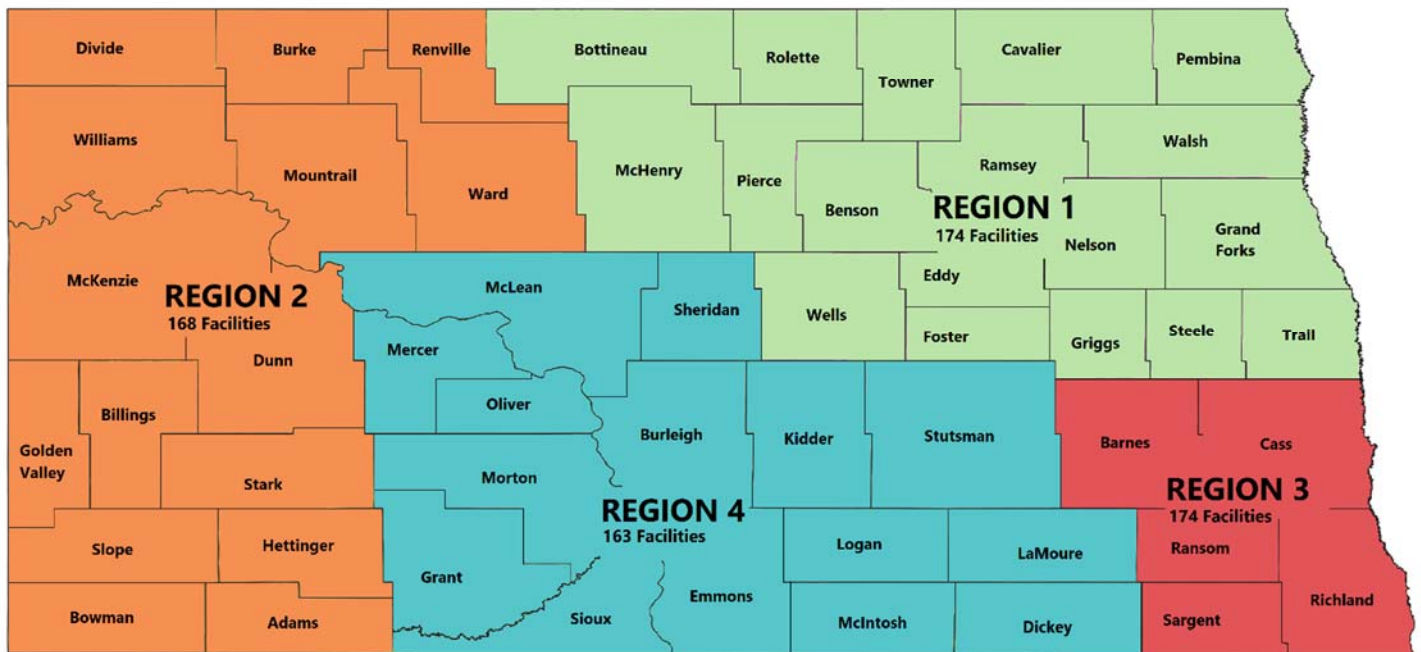 Divide
Burke
Renville
Bottineau
Rolette
Towner
Cavalier
Pembina
Williams
Mountrail
Ward
McHenry
Pierce
Benson
Ramsey
Walsh
REGION 1
174 Facilities
Nelson
Grand
Forks
McKenzie
REGION 2
168 Facilities
Dunn
McLean
Sheridan
Wells
Eddy
Foster
Griggs
Steele
Trall
Mercer
Oliver
Billings
Golden
Valley
Stark
Morton
Burleigh
Kidder
Stutsman
Barnes
Cass
REGION 3
174 Facilities
Ransom
Richland
Sargent
REGION 4
163 Facilities
Slope
Hettinger
Grant
Logan
LaMoure
Bowman
Adams
Sioux
Emmons
McIntosh
Dickey